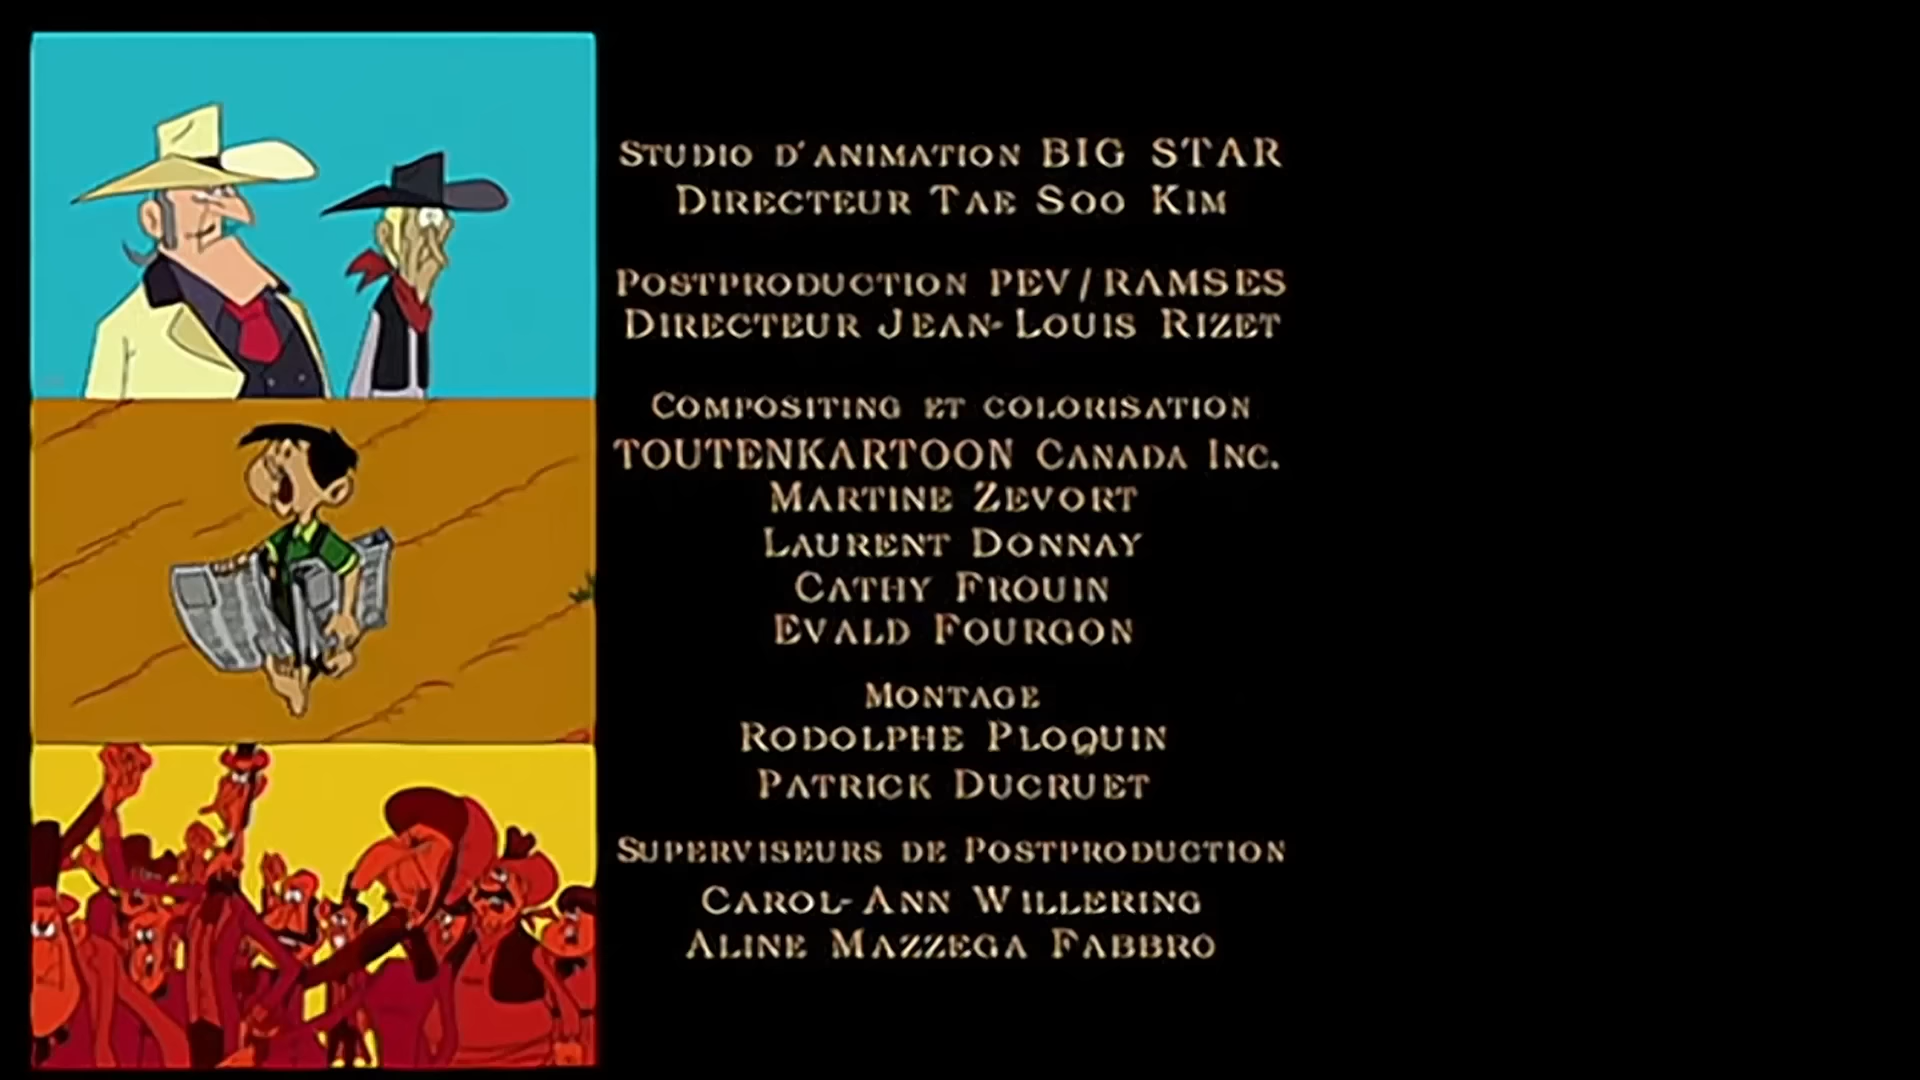 Studio d'animation BIG STAR
Directeur Tae Soo Kim
Postproduction PEV/RAMSES
Directeur Jean-Louis Rizet
Compositing et colorisation
TOUTENKARTOON Canada Inc.
Martine Zevort
Laurent Donnay
Cathy Frouin
Evald Fourgon
Montage
Rodolphe Ploquin
Patrick Ducruet
Superviseurs de Postproduction
Carol-Ann Willering
Aline Mazzega Fabbro